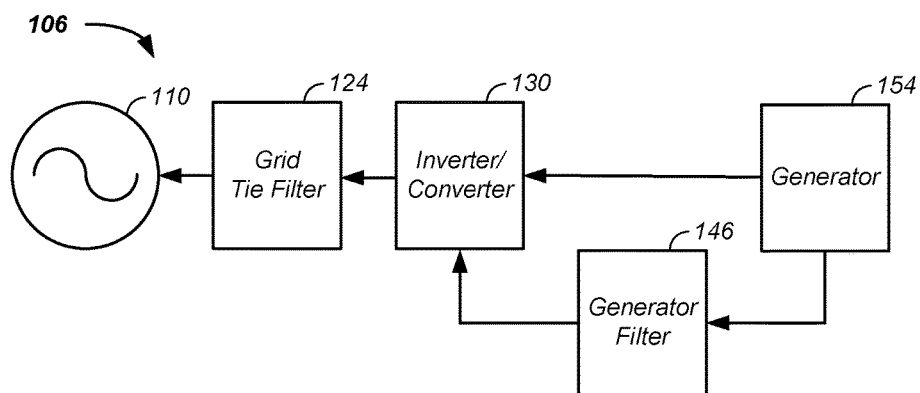 106
110
124
130
154
Grid
Tie Filter
Inverter/
Converter
Generator
146
Generator
Filter